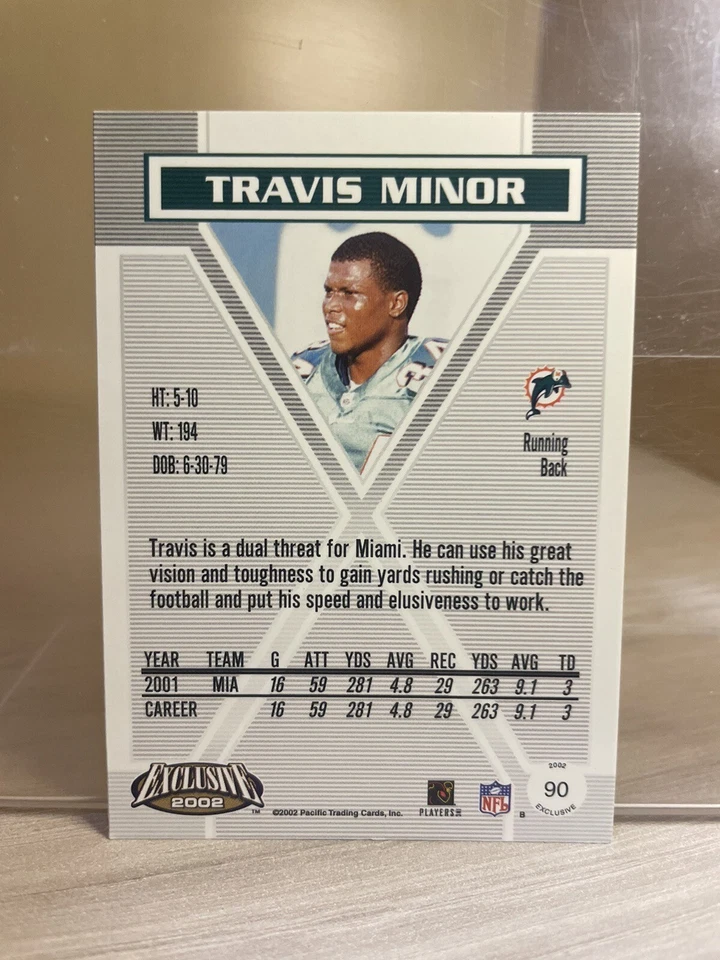 TRAVIS MINOR
HT: 5-10
WT: 194
DOB: 6-30-79
Running
Back
Travis is a dual threat for Miami. He can use his great
vision and toughness to gain yards rushing or catch the
football and put his speed and elusiveness to work.
YEAR TEAM G ATT YDS AVG REC YDS AVG TD
2001 MIA 16 59 281 4.8 29 263 9.1 3
CAREER 16 59 281 4.8 29 263 9.1 3
EXCLUSIVE
2002
™
©2002 Pacific Trading Cards, Inc.
PLAYERS INC
NFL
B
2002
90
EXCLUSIVE